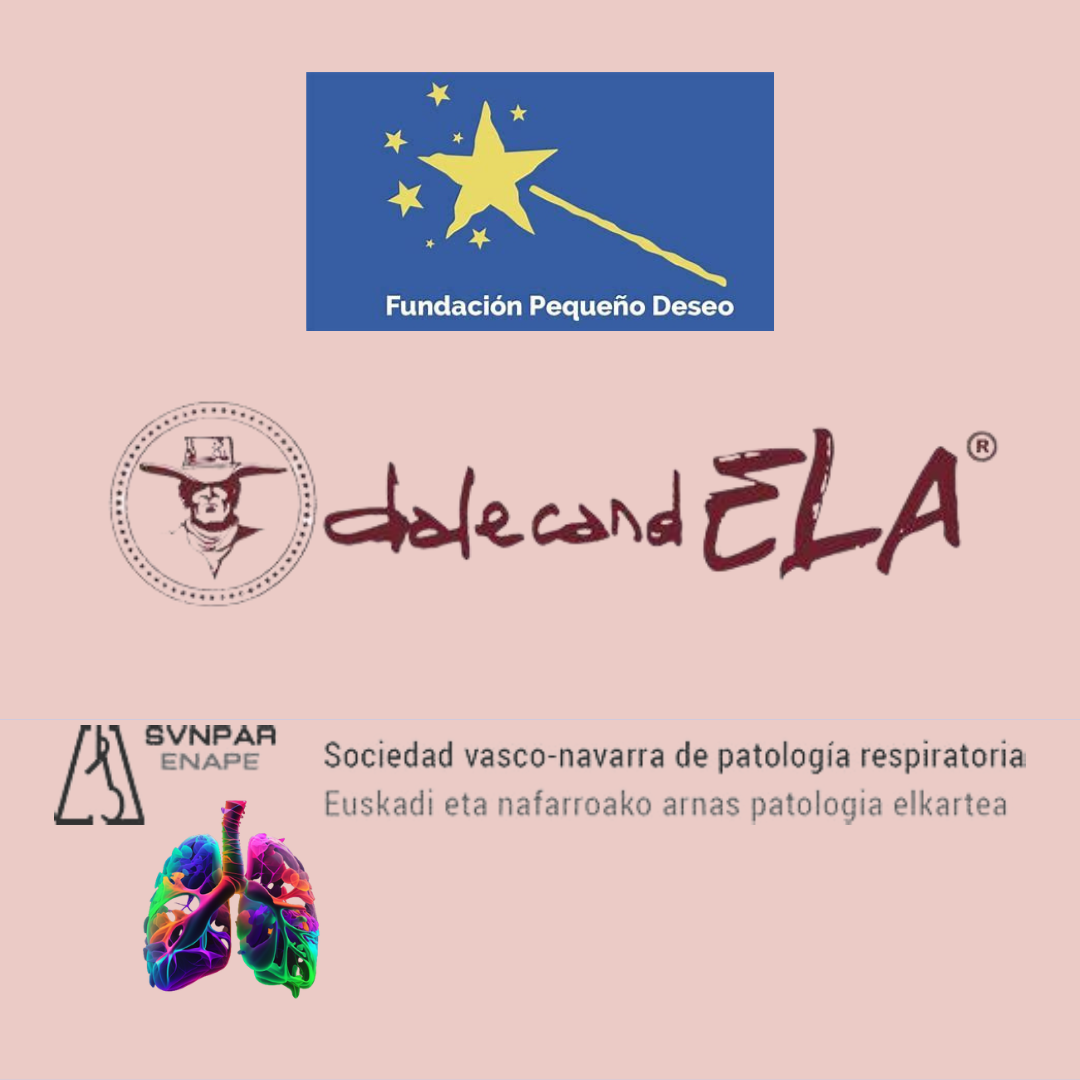 Fundación Pequeño Deseo
dalecandELA®
SVNPAR
ENAPE
Sociedad vasco-navarra de patología respiratoria
Euskadi eta nafarroako arnas patologia elkartea